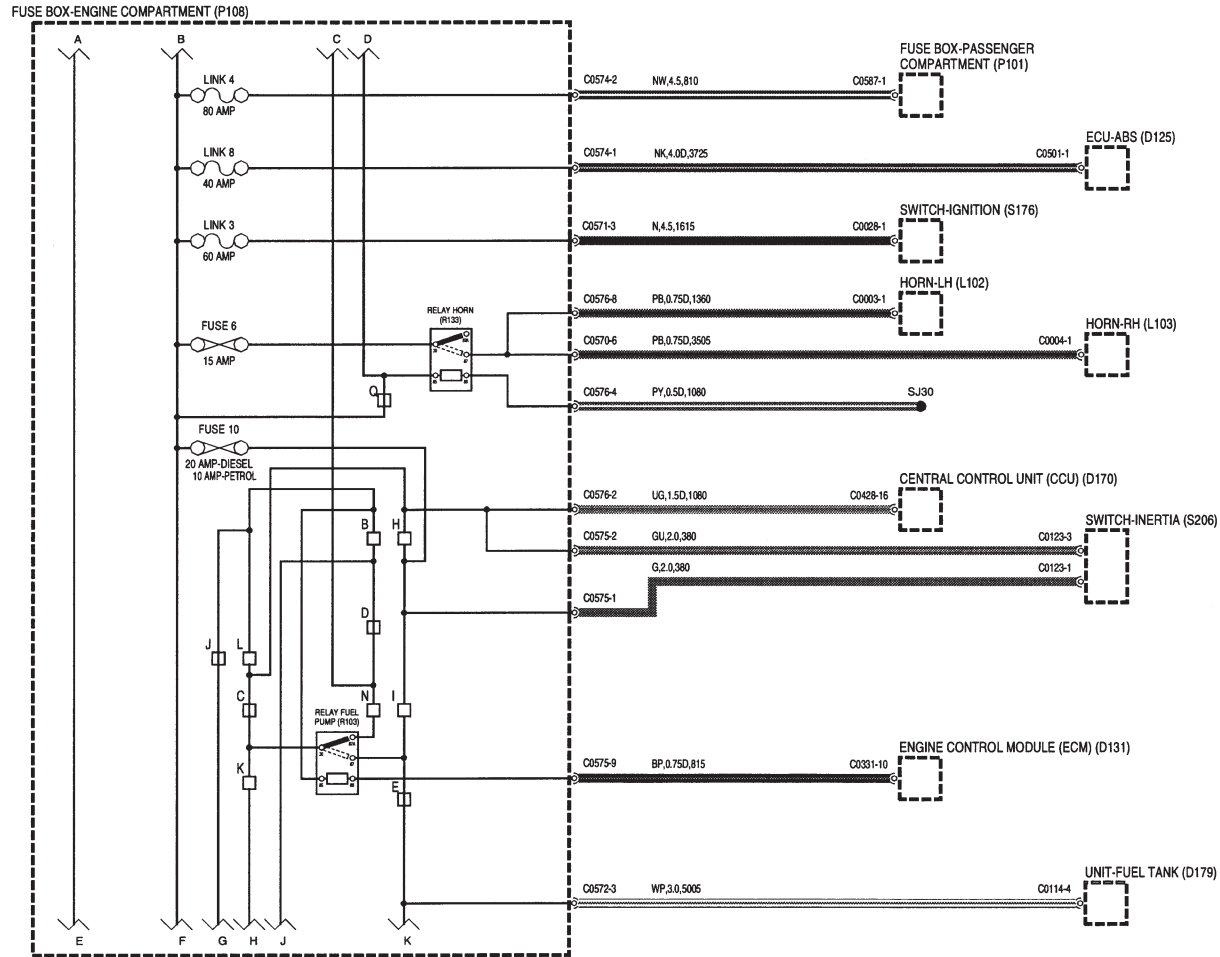 FUSE BOX-ENGINE COMPARTMENT (P108)
A
B
C
D
FUSE BOX-PASSENGER
COMPARTMENT (P101)
LINK 4
80 AMP
C0574-2
NW,4.5,810
C0587-1
ECU-ABS (D125)
LINK 8
40 AMP
C0574-1
NK,4.0D,3725
C0501-1
SWITCH-IGNITION (S176)
LINK 3
60 AMP
C0571-3
N,4.5,1615
C0028-1
HORN-LH (L102)
C0576-8
PB,0.75D,1360
C0003-1
RELAY HORN
(R133)
HORN-RH (L103)
FUSE 6
15 AMP
C0570-6
PB,0.75D,3505
C0004-1
Q
C0576-4
PY,0.5D,1080
SJ30
FUSE 10
20 AMP-DIESEL
10 AMP-PETROL
CENTRAL CONTROL UNIT (CCU) (D170)
C0576-2
UG,1.5D,1080
C0428-16
SWITCH-INERTIA (S206)
B
H
C0575-2
GU,2.0,380
C0123-3
G,2.0,380
C0123-1
C0575-1
D
J
L
C
N
I
RELAY FUEL
PUMP (R103)
ENGINE CONTROL MODULE (ECM) (D131)
K
C0575-9
BP,0.75D,815
C0331-10
E
UNIT-FUEL TANK (D179)
C0572-3
WP,3.0,5005
C0114-4
E
F
G
H
J
K